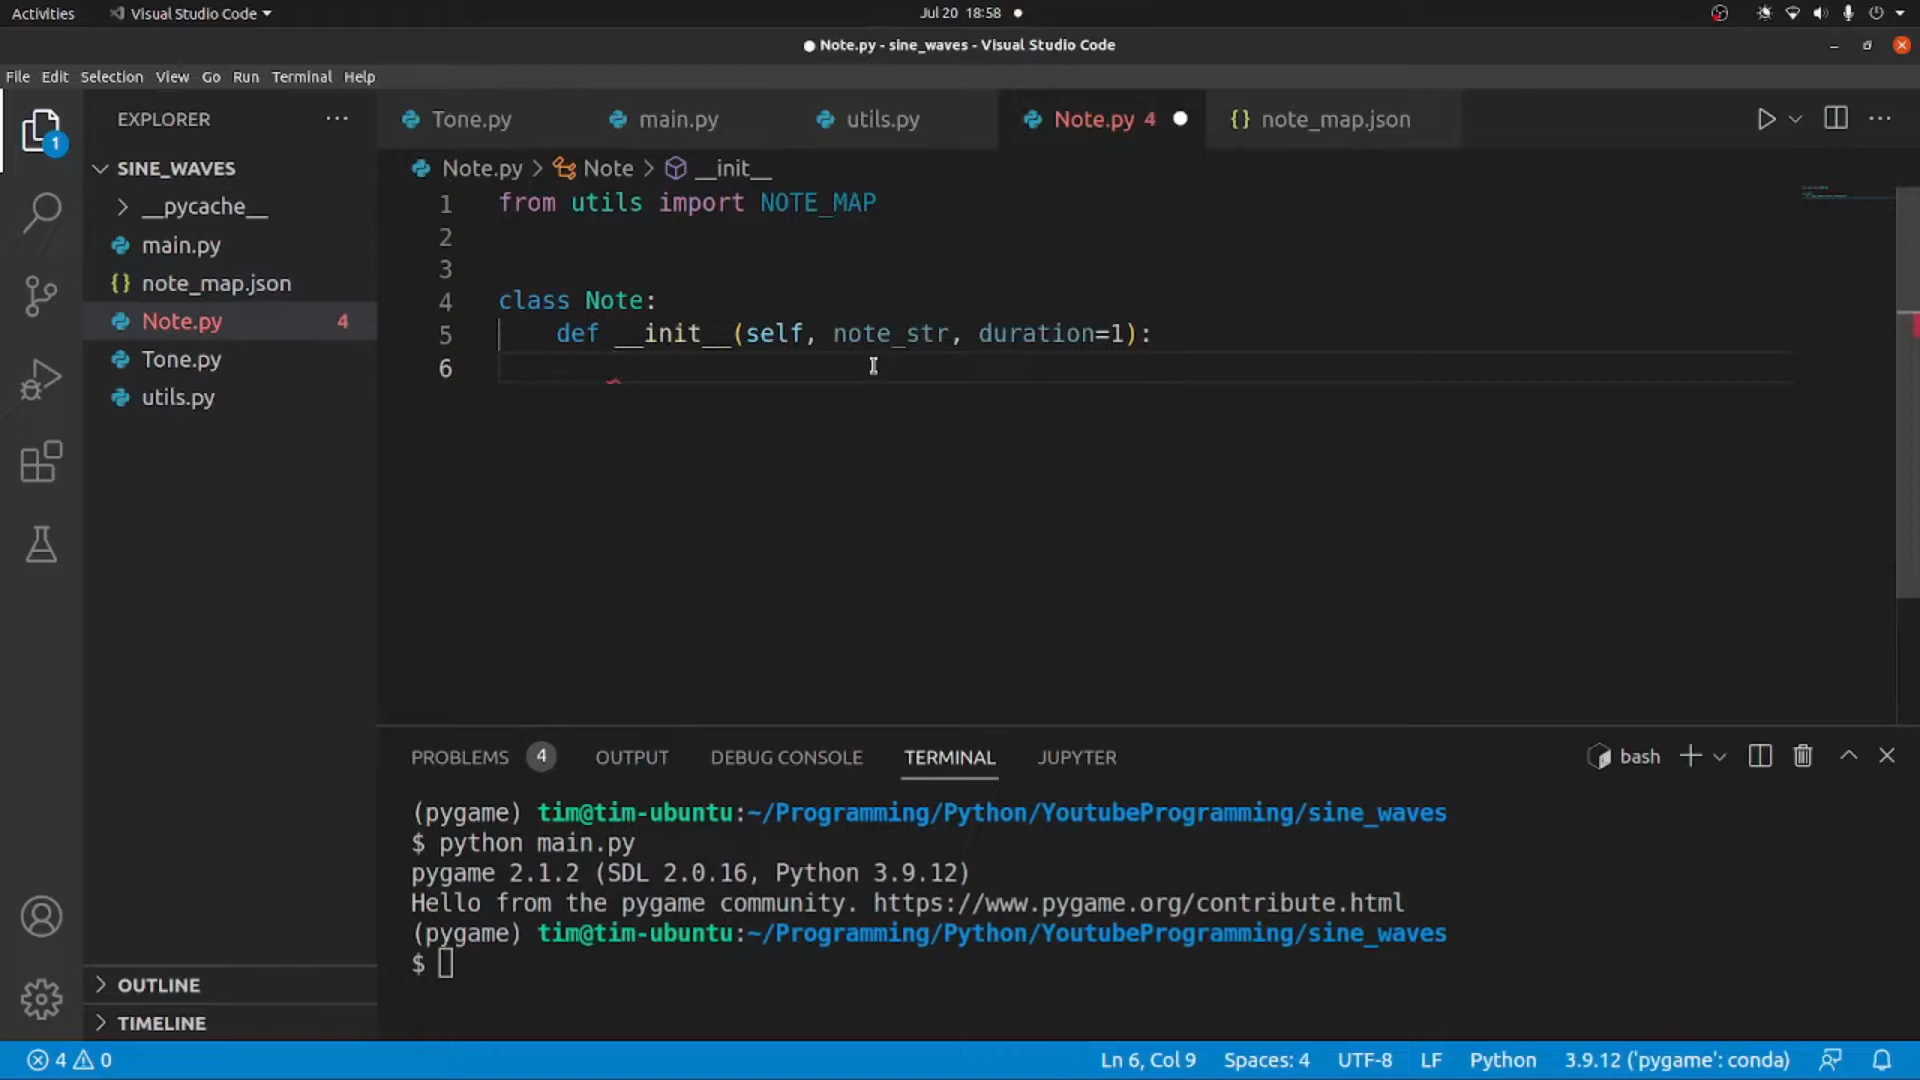 Activities Visual Studio Code Jul 20 18:58
Note.py - sine_waves - Visual Studio Code
File Edit Selection View Go Run Terminal Help
EXPLORER
Tone.py main.py utils.py Note.py 4 note_map.json
SINE_WAVES
Note.py > Note > __init__
__pycache__
main.py
note_map.json
Note.py 4
Tone.py
utils.py
1
1 from utils import NOTE_MAP
2
3
4 class Note:
5 def __init__(self, note_str, duration=1):
6
PROBLEMS 4 OUTPUT DEBUG CONSOLE TERMINAL JUPYTER bash
(pygame) tim@tim-ubuntu:~/Programming/Python/YoutubeProgramming/sine_waves
$ python main.py
pygame 2.1.2 (SDL 2.0.16, Python 3.9.12)
Hello from the pygame community. https://www.pygame.org/contribute.html
(pygame) tim@tim-ubuntu:~/Programming/Python/YoutubeProgramming/sine_waves
$
OUTLINE
TIMELINE
4 0 Ln 6, Col 9 Spaces: 4 UTF-8 LF Python 3.9.12 ('pygame': conda)